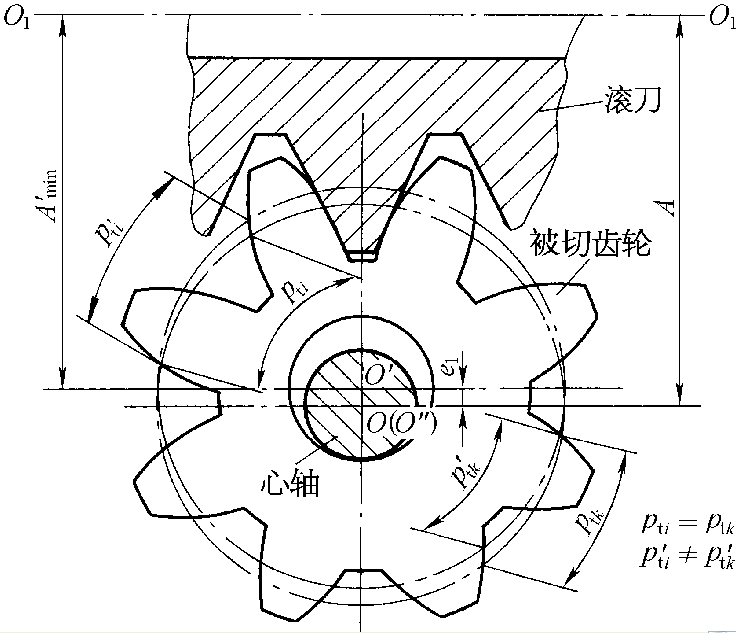 O₁ O₁
滚刀
A'min
A
p'ti
被切齿轮
pti
e₁
O'
O(O'')
心轴
p'tk
ptk
pti = ptk
p'ti ≠ p'tk